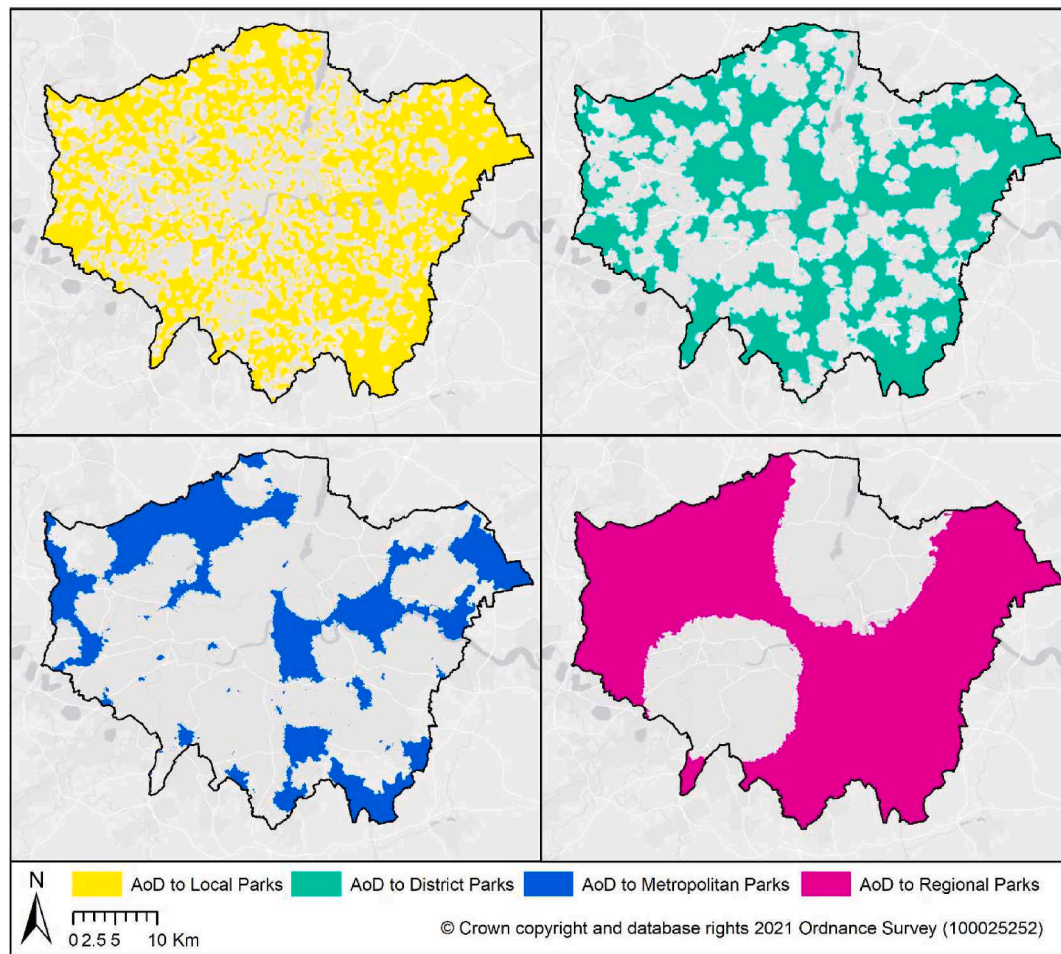 N
AoD to Local Parks AoD to District Parks AoD to Metropolitan Parks AoD to Regional Parks
0 2.5 5 10 Km
© Crown copyright and database rights 2021 Ordnance Survey (100025252)